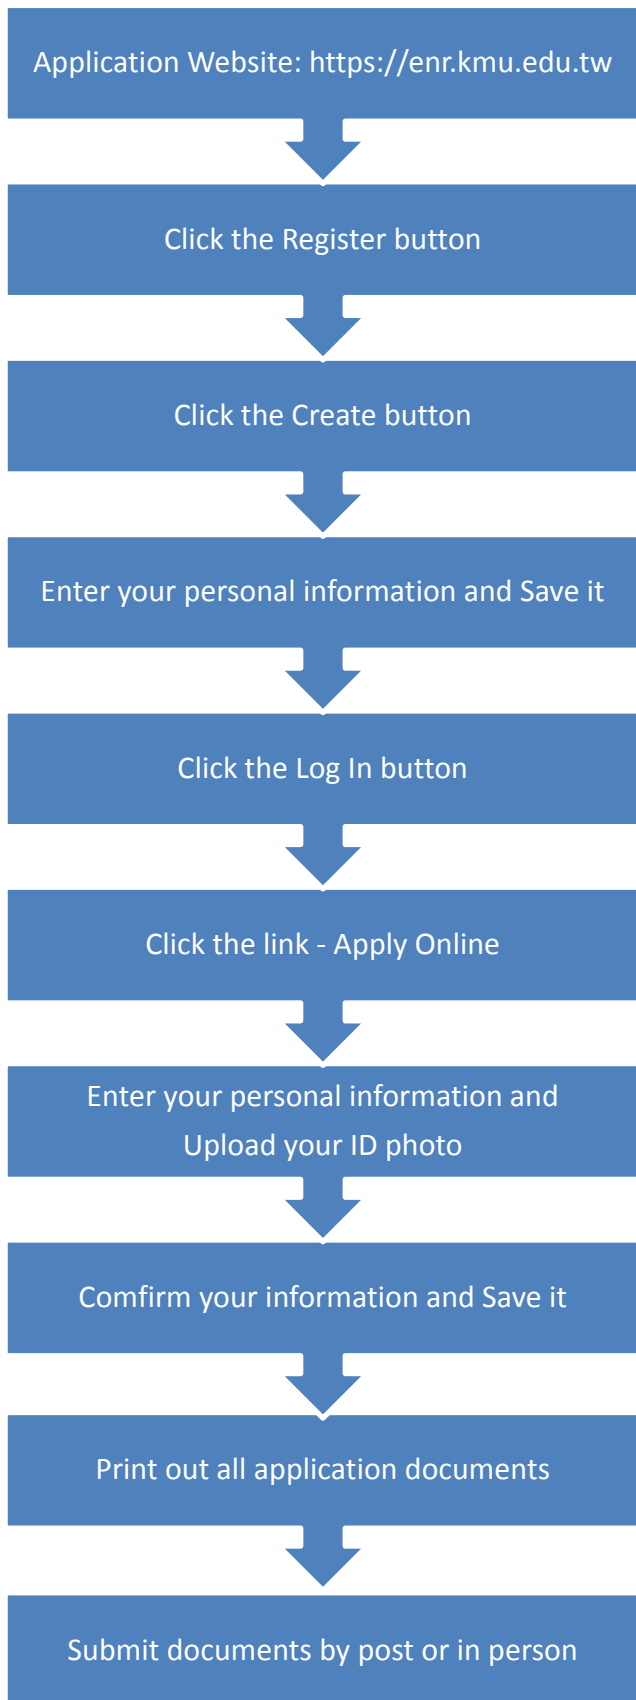 Application Website: https://enr.kmu.edu.tw
Click the Register button
Click the Create button
Enter your personal information and Save it
Click the Log In button
Click the link - Apply Online
Enter your personal information and
Upload your ID photo
Comfirm your information and Save it
Print out all application documents
Submit documents by post or in person